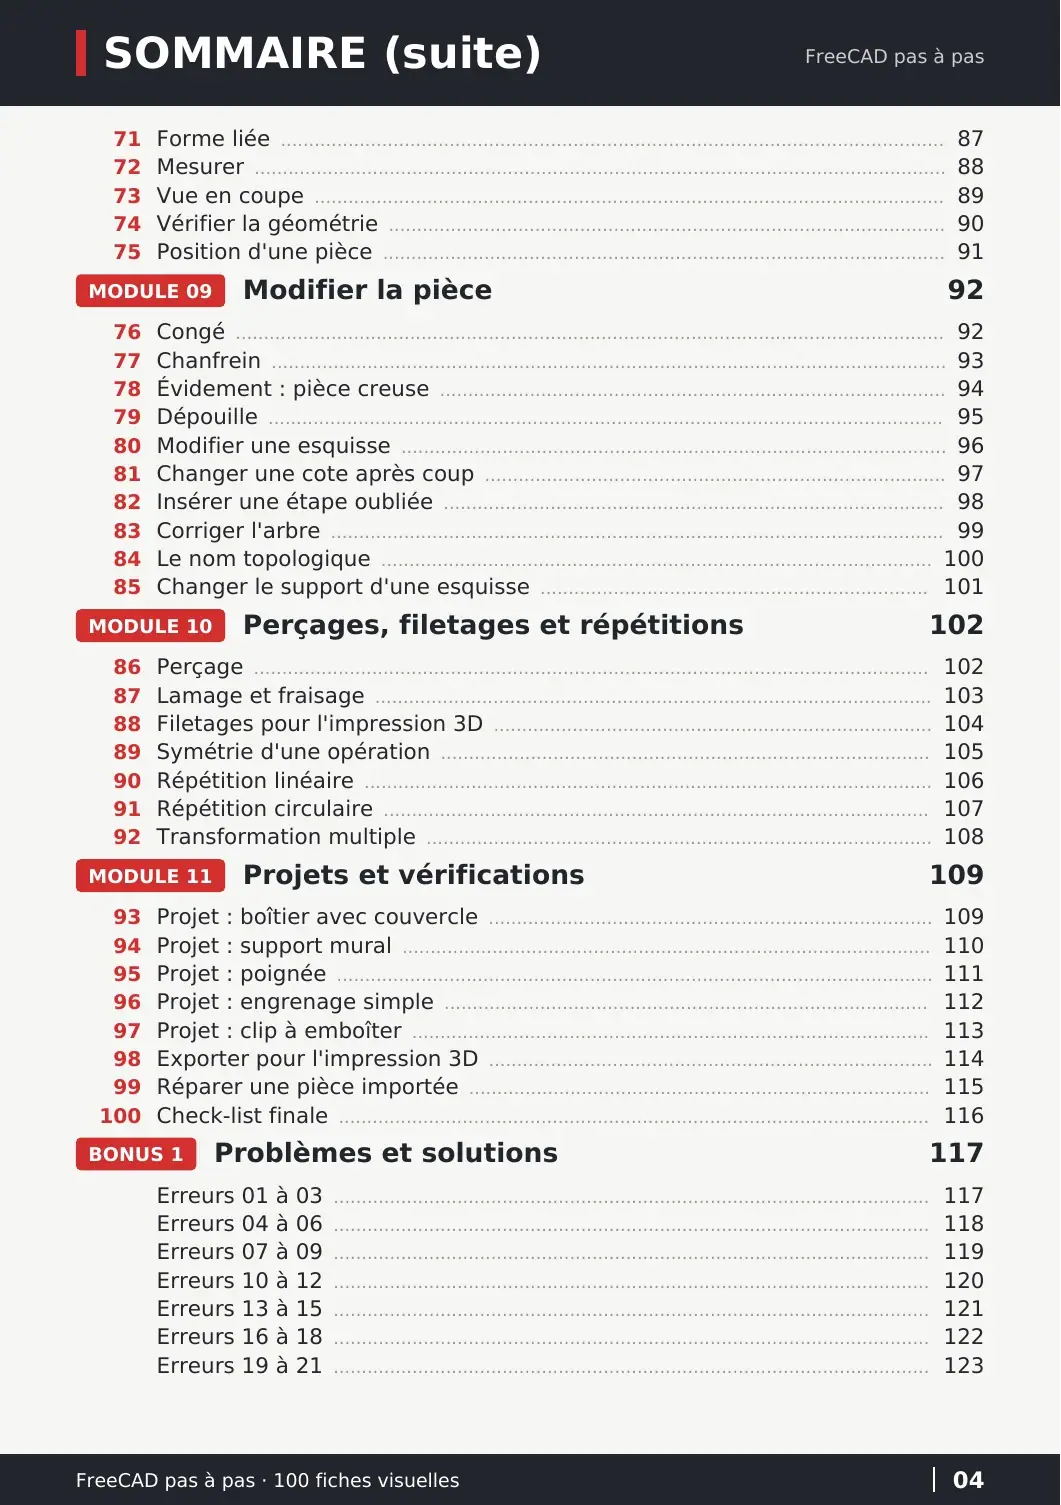 SOMMAIRE (suite)
FreeCAD pas à pas
71 Forme liée 87
72 Mesurer 88
73 Vue en coupe 89
74 Vérifier la géométrie 90
75 Position d'une pièce 91
MODULE 09 Modifier la pièce 92
76 Congé 92
77 Chanfrein 93
78 Évidement : pièce creuse 94
79 Dépouille 95
80 Modifier une esquisse 96
81 Changer une cote après coup 97
82 Insérer une étape oubliée 98
83 Corriger l'arbre 99
84 Le nom topologique 100
85 Changer le support d'une esquisse 101
MODULE 10 Perçages, filetages et répétitions 102
86 Perçage 102
87 Lamage et fraisage 103
88 Filetages pour l'impression 3D 104
89 Symétrie d'une opération 105
90 Répétition linéaire 106
91 Répétition circulaire 107
92 Transformation multiple 108
MODULE 11 Projets et vérifications 109
93 Projet : boîtier avec couvercle 109
94 Projet : support mural 110
95 Projet : poignée 111
96 Projet : engrenage simple 112
97 Projet : clip à emboîter 113
98 Exporter pour l'impression 3D 114
99 Réparer une pièce importée 115
100 Check-list finale 116
BONUS 1 Problèmes et solutions 117
Erreurs 01 à 03 117
Erreurs 04 à 06 118
Erreurs 07 à 09 119
Erreurs 10 à 12 120
Erreurs 13 à 15 121
Erreurs 16 à 18 122
Erreurs 19 à 21 123
FreeCAD pas à pas · 100 fiches visuelles
04